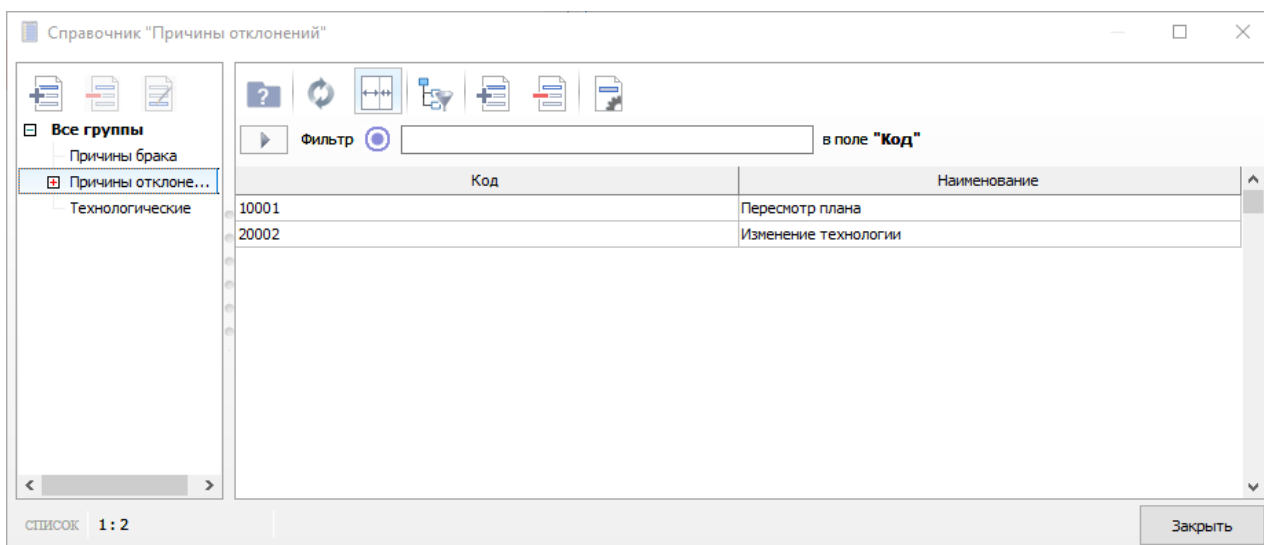 Справочник "Причины отклонений"
Все группы
Причины брака
Причины отклоне...
Технологические
Фильтр в поле "Код"
Код Наименование
10001 Пересмотр плана
20002 Изменение технологии
список 1:2
Закрыть